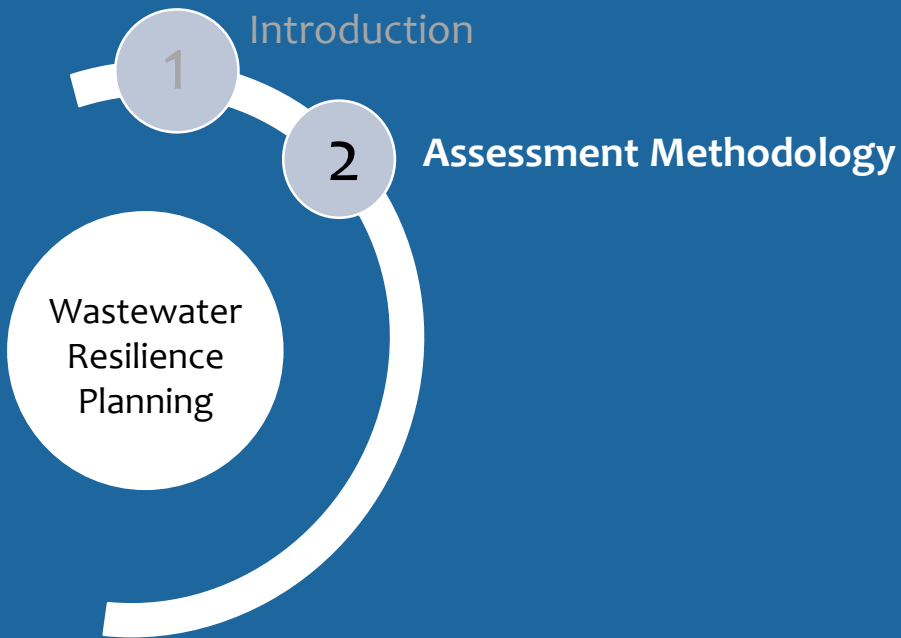 Introduction
1
2
Assessment Methodology
Wastewater
Resilience
Planning